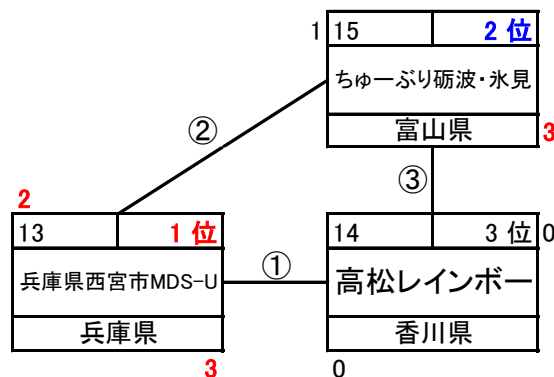 1 15 2 位
ちゅーぶり砺波・氷見
富山県 3
②
③
2
13 1 位
14 3 位 0
①
兵庫県西宮市MDS-U
高松レインボー
兵庫県
香川県
3
0